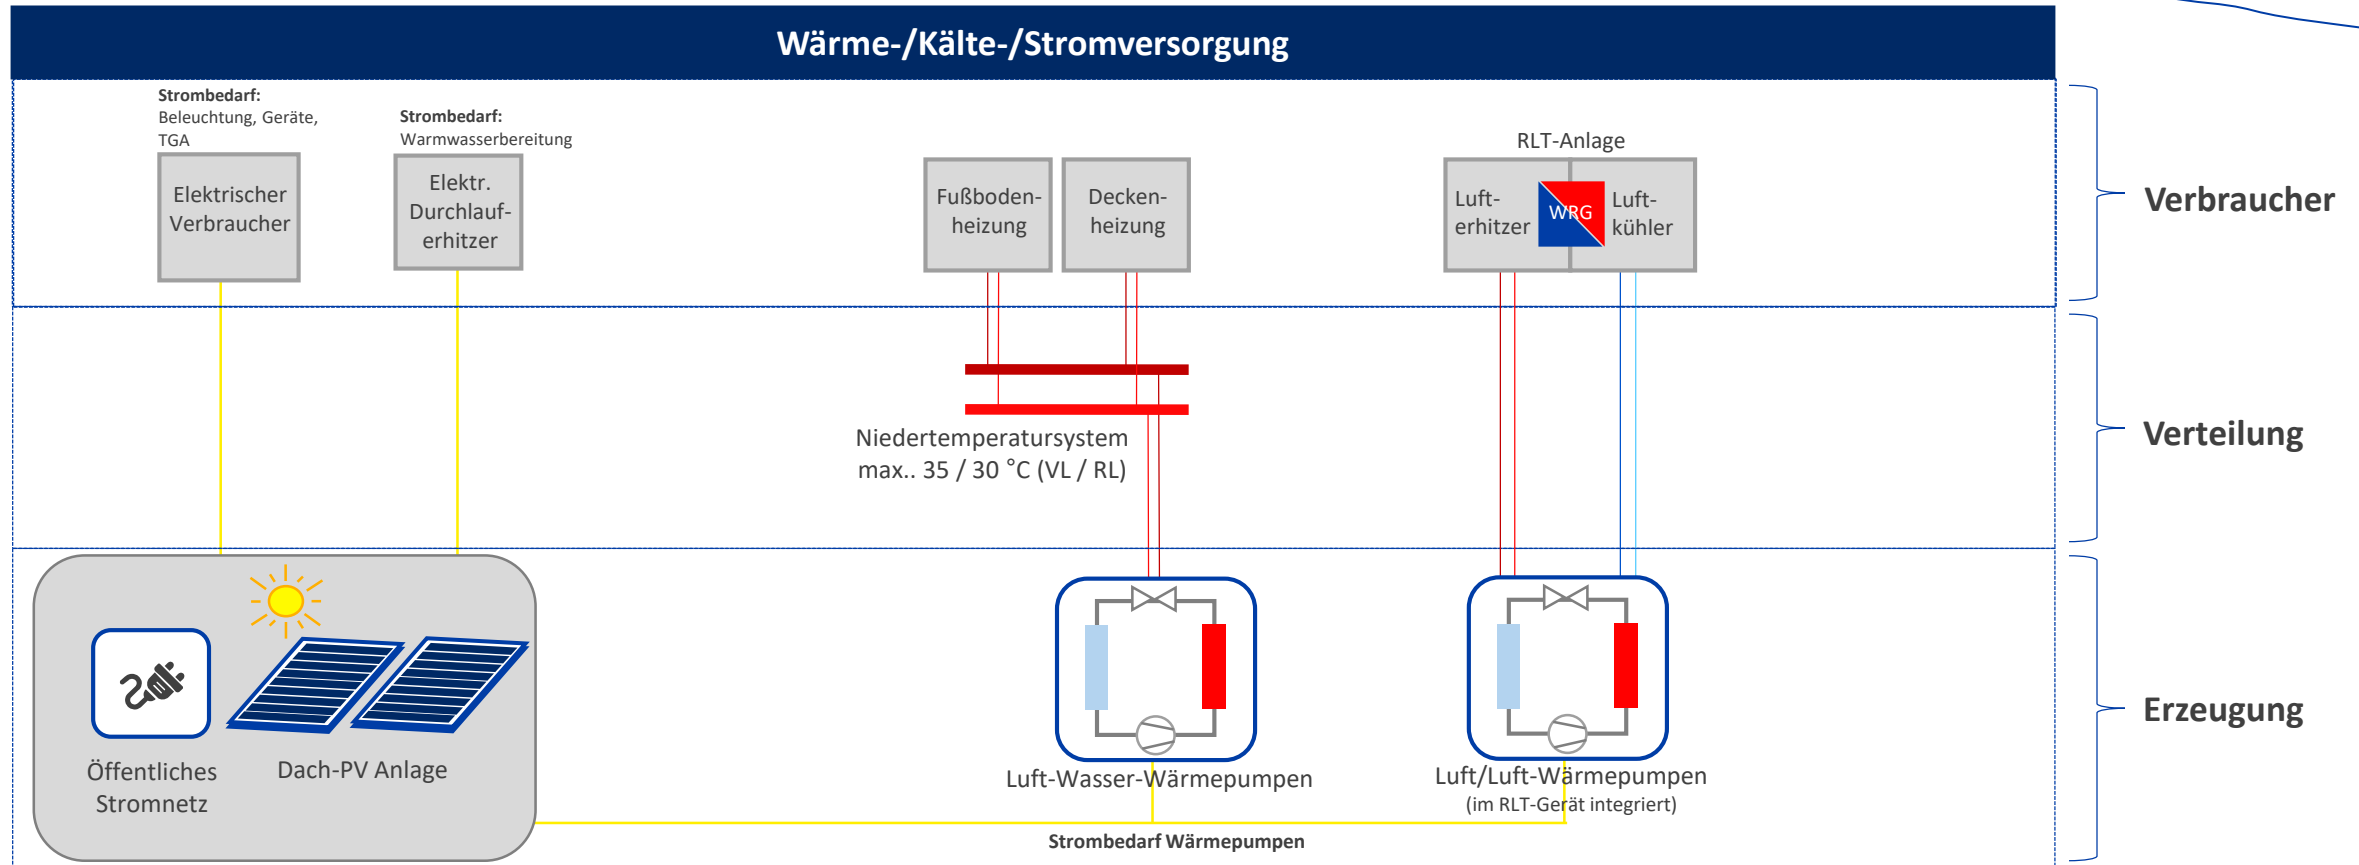 Wärme-/Kälte-/Stromversorgung
Strombedarf:
Beleuchtung, Geräte,
TGA
Strombedarf:
Warmwasserbereitung
RLT-Anlage
Elektrischer
Verbraucher
Elektr.
Durchlauf-
erhitzer
Fußboden-
heizung
Decken-
heizung
Luft-
erhitzer
WRG
Luft-
kühler
Verbraucher
Niedertemperatursystem
max.. 35 / 30 °C (VL / RL)
Verteilung
Öffentliches
Stromnetz
Dach-PV Anlage
Luft-Wasser-Wärmepumpen
Luft/Luft-Wärmepumpen
(im RLT-Gerät integriert)
Erzeugung
Strombedarf Wärmepumpen